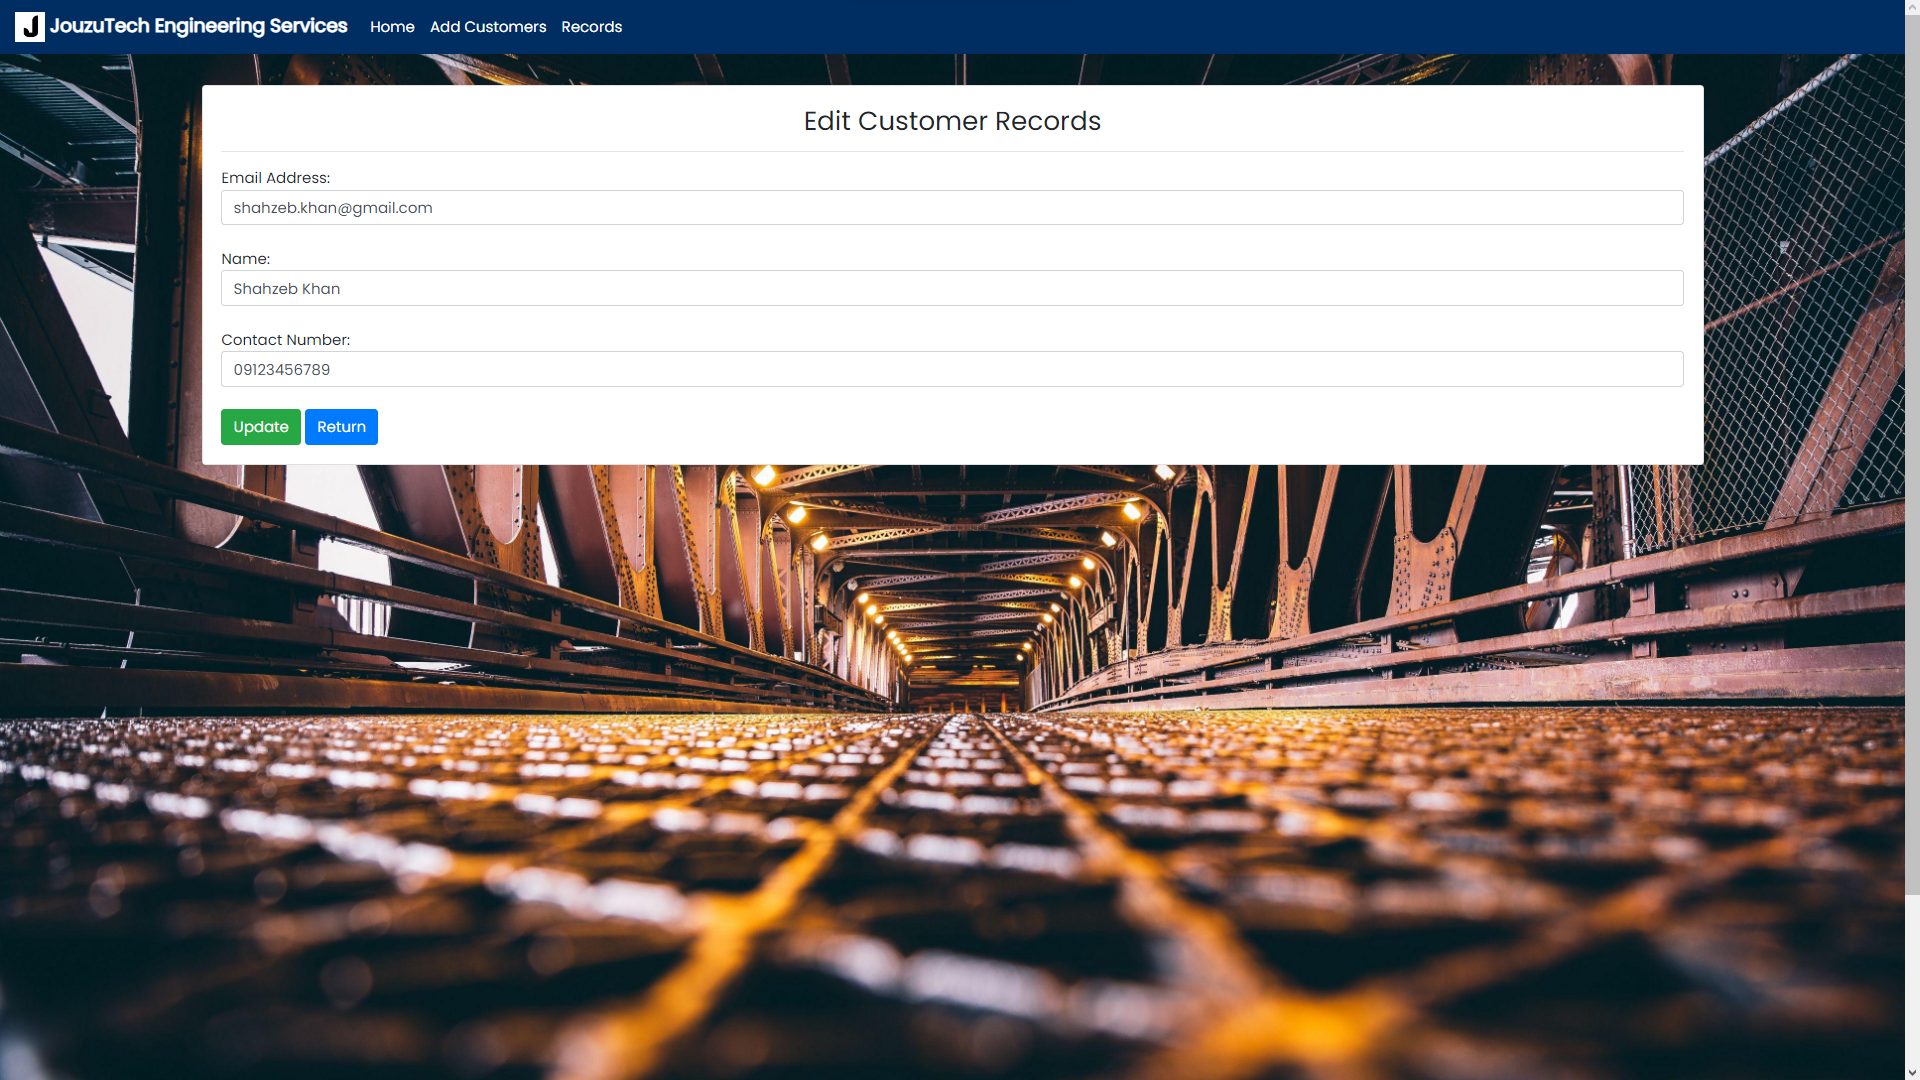 J JouzuTech Engineering Services Home Add Customers Records
Edit Customer Records
Email Address:
shahzeb.khan@gmail.com
Name:
Shahzeb Khan
Contact Number:
09123456789
Update Return